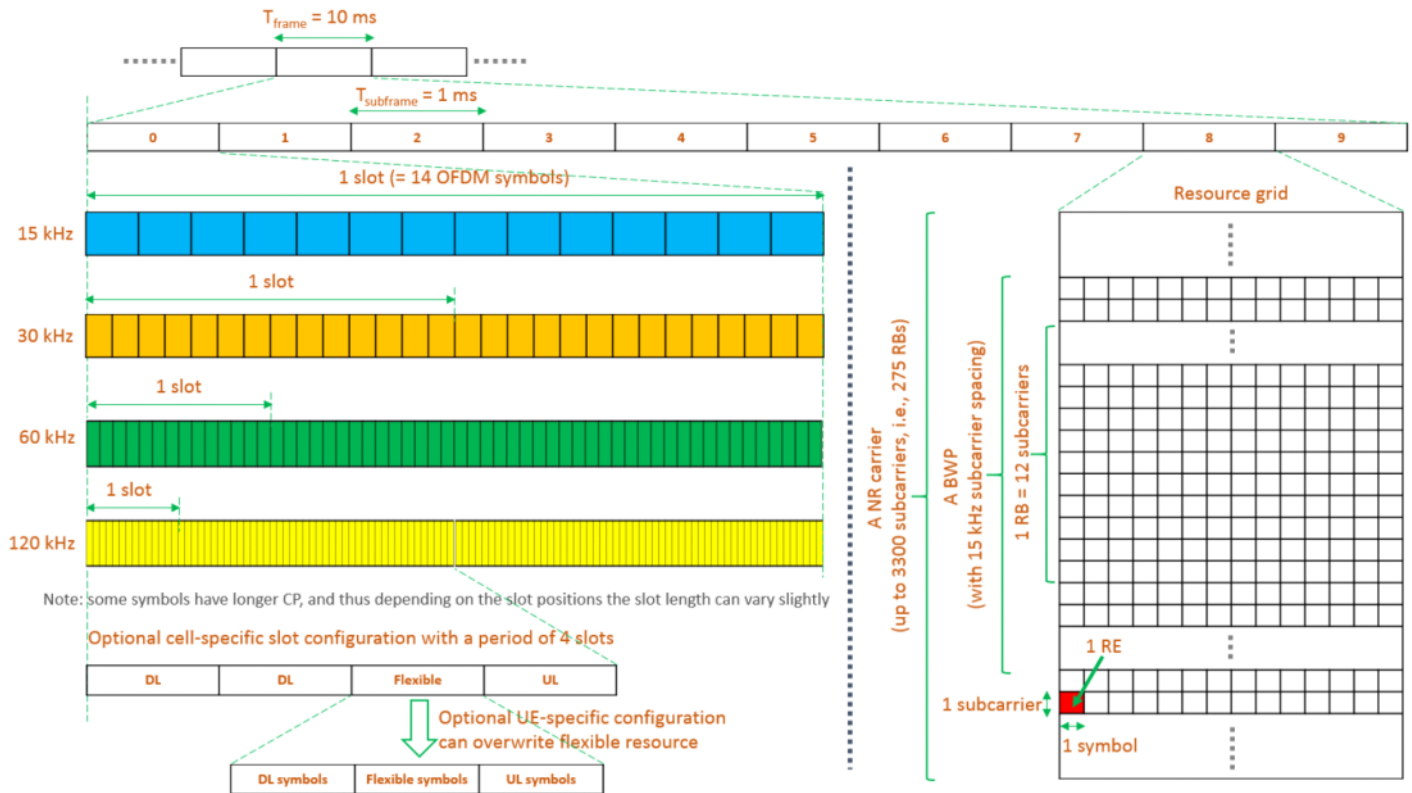 T_frame = 10 ms
T_subframe = 1 ms
0 1 2 3 4 5 6 7 8 9
1 slot (= 14 OFDM symbols)
15 kHz
1 slot
30 kHz
1 slot
60 kHz
1 slot
120 kHz
Note: some symbols have longer CP, and thus depending on the slot positions the slot length can vary slightly
Optional cell-specific slot configuration with a period of 4 slots
DL DL Flexible UL
Optional UE-specific configuration
can overwrite flexible resource
DL symbols Flexible symbols UL symbols
Resource grid
A NR carrier
(up to 3300 subcarriers, i.e., 275 RBs)
A BWP
(with 15 kHz subcarrier spacing)
1 RB = 12 subcarriers
1 RE
1 subcarrier
1 symbol